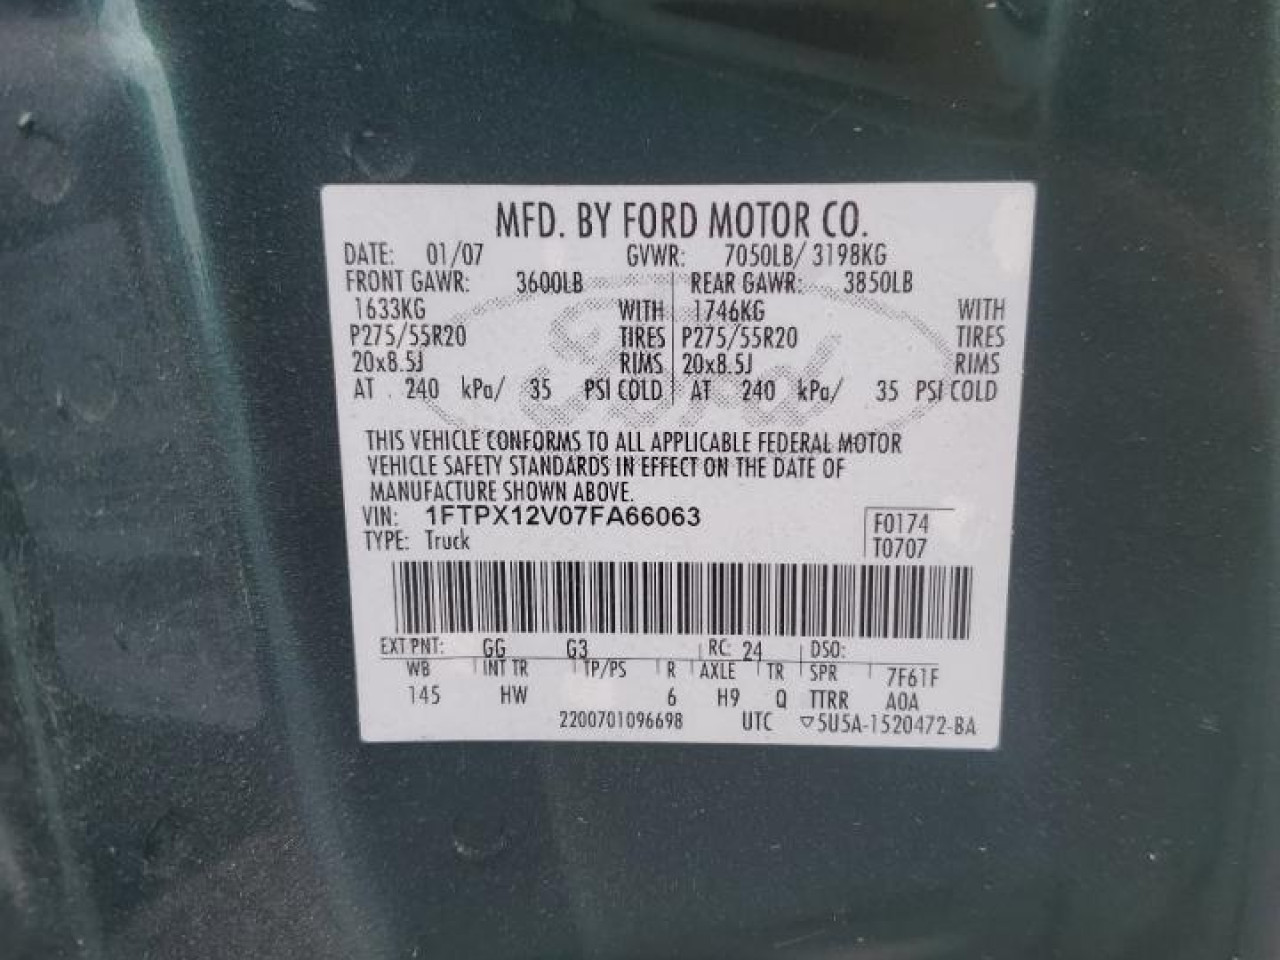 MFD. BY FORD MOTOR CO.
DATE: 01/07 GVWR: 7050LB/ 3198KG
FRONT GAWR: 3600LB REAR GAWR: 3850LB
1633KG WITH 1746KG WITH
P275/55R20 TIRES P275/55R20 TIRES
20x8.5J RIMS 20x8.5J RIMS
AT 240 kPa/ 35 PSI COLD AT 240 kPa/ 35 PSI COLD
Ford
THIS VEHICLE CONFORMS TO ALL APPLICABLE FEDERAL MOTOR
VEHICLE SAFETY STANDARDS IN EFFECT ON THE DATE OF
MANUFACTURE SHOWN ABOVE.
VIN: 1FTPX12V07FA66063 F0174
TYPE: Truck T0707
EXT PNT: GG G3 RC: 24 DSO:
WB INT TR TP/PS R AXLE TR SPR 7F61F
145 HW 6 H9 Q TTRR A0A
2200701096698 UTC ▽5U5A-1520472-BA